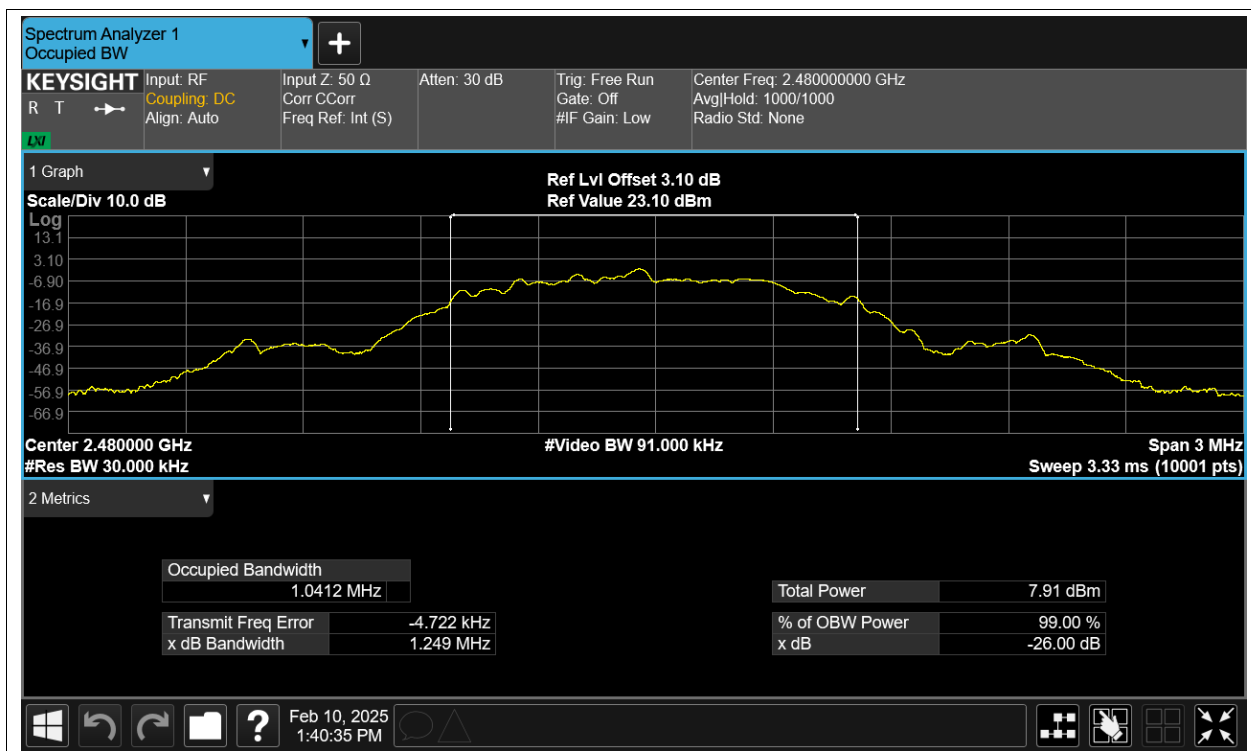 Spectrum Analyzer 1
Occupied BW
KEYSIGHT
R T
LXI
Input: RF
Coupling: DC
Align: Auto
Input Z: 50 Ω
Corr CCorr
Freq Ref: Int (S)
Atten: 30 dB
Trig: Free Run
Gate: Off
#IF Gain: Low
Center Freq: 2.480000000 GHz
Avg|Hold: 1000/1000
Radio Std: None
1 Graph
Scale/Div 10.0 dB
Ref Lvl Offset 3.10 dB
Ref Value 23.10 dBm
Log
13.1
3.10
-6.90
-16.9
-26.9
-36.9
-46.9
-56.9
-66.9
Center 2.480000 GHz
#Video BW 91.000 kHz
Span 3 MHz
#Res BW 30.000 kHz
Sweep 3.33 ms (10001 pts)
2 Metrics
Occupied Bandwidth
1.0412 MHz
Total Power 7.91 dBm
Transmit Freq Error -4.722 kHz
% of OBW Power 99.00 %
x dB Bandwidth 1.249 MHz
x dB -26.00 dB
?
Feb 10, 2025
1:40:35 PM